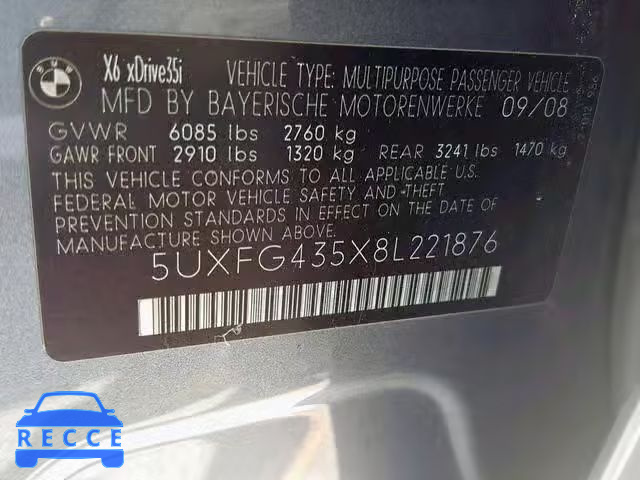 BMW
X6 xDrive35i VEHICLE TYPE: MULTIPURPOSE PASSENGER VEHICLE
MFD BY BAYERISCHE MOTORENWERKE 09/08
GVWR 6085 lbs 2760 kg
GAWR FRONT 2910 lbs 1320 kg REAR 3241 lbs 1470 kg
THIS VEHICLE CONFORMS TO ALL APPLICABLE U.S.
FEDERAL MOTOR VEHICLE SAFETY AND THEFT
PREVENTION STANDARDS IN EFFECT ON THE DATE OF
MANUFACTURE SHOWN ABOVE.
5UXFG435X8L221876
RECCE